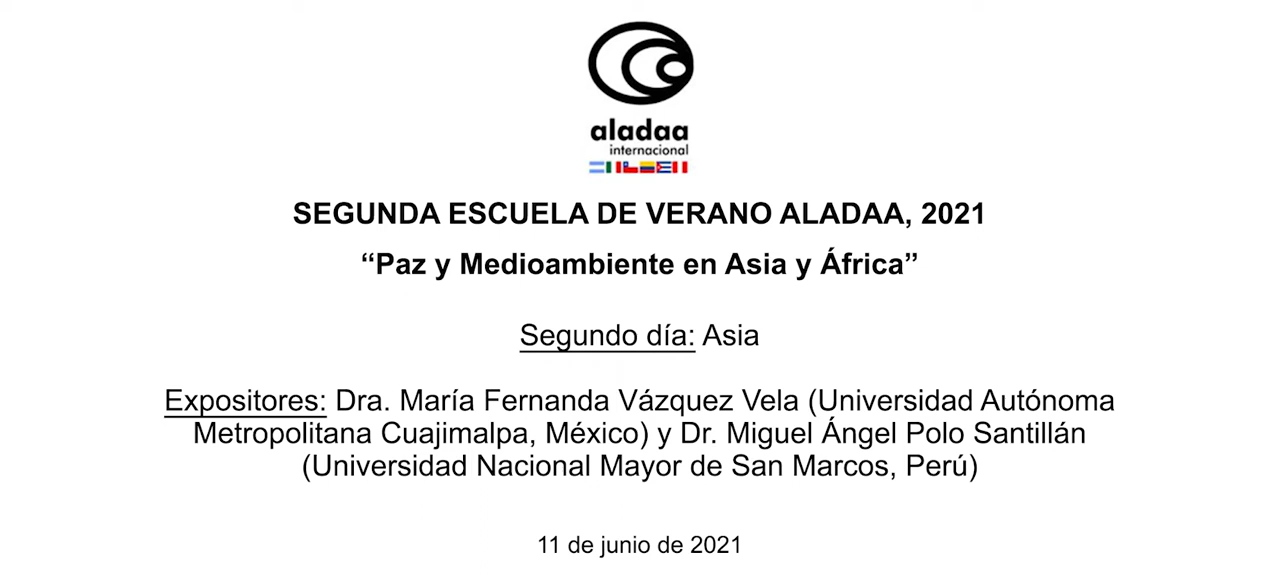 aladaa
internacional
SEGUNDA ESCUELA DE VERANO ALADAA, 2021
“Paz y Medioambiente en Asia y África”
Segundo día: Asia
Expositores: Dra. María Fernanda Vázquez Vela (Universidad Autónoma
Metropolitana Cuajimalpa, México) y Dr. Miguel Ángel Polo Santillán
(Universidad Nacional Mayor de San Marcos, Perú)
11 de junio de 2021